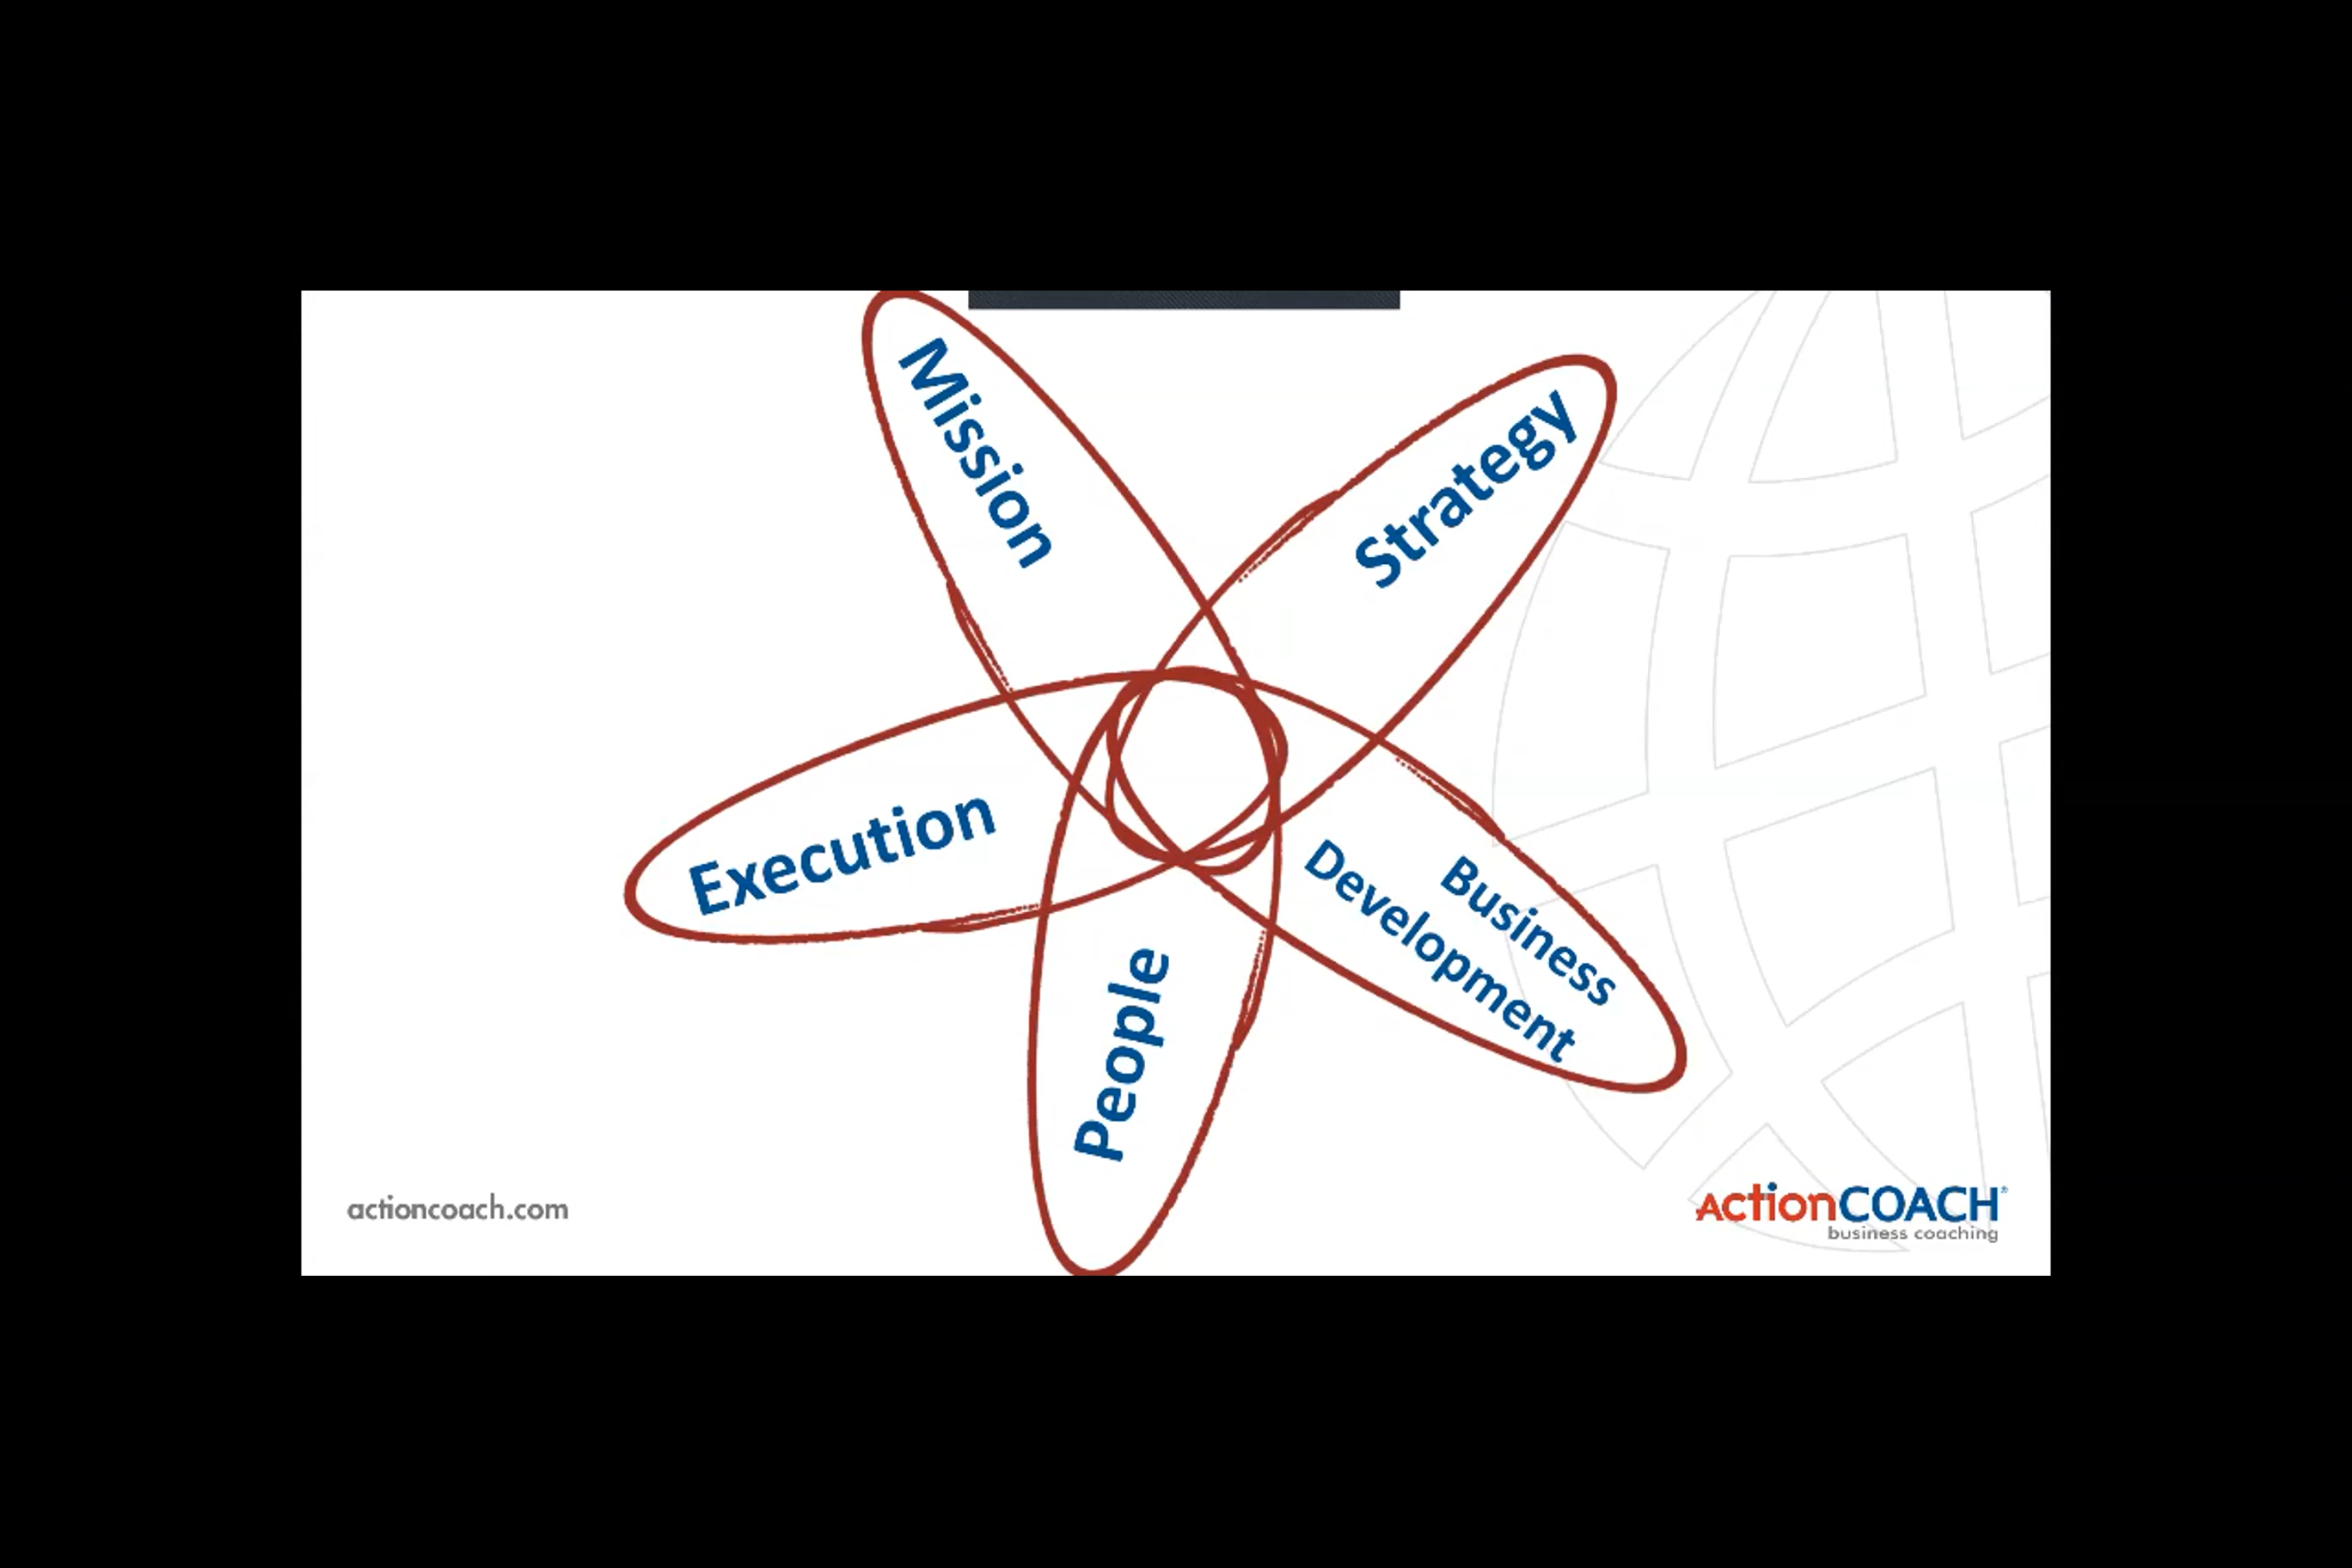 Mission
Strategy
Execution
Business
Development
People
actioncoach.com
ActionCOACH®
business coaching